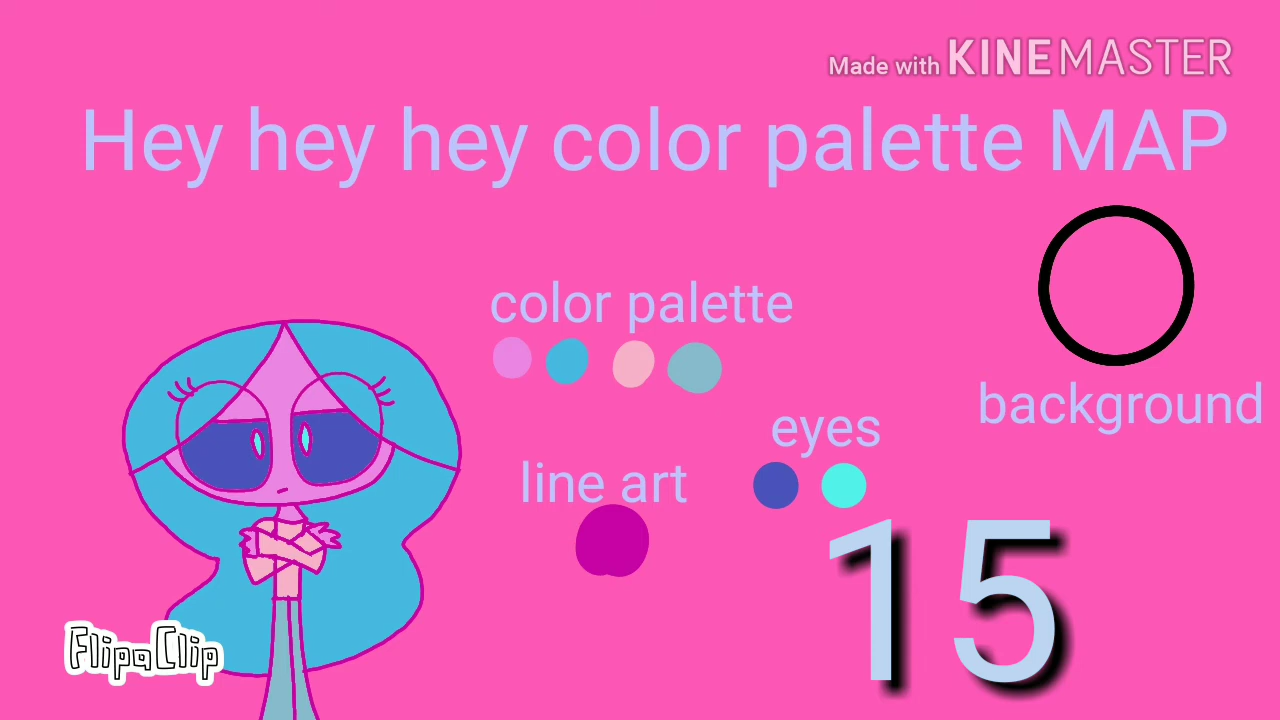 Made with KINEMASTER
Hey hey hey color palette MAP
color palette
background
eyes
line art
15
FlipaClip